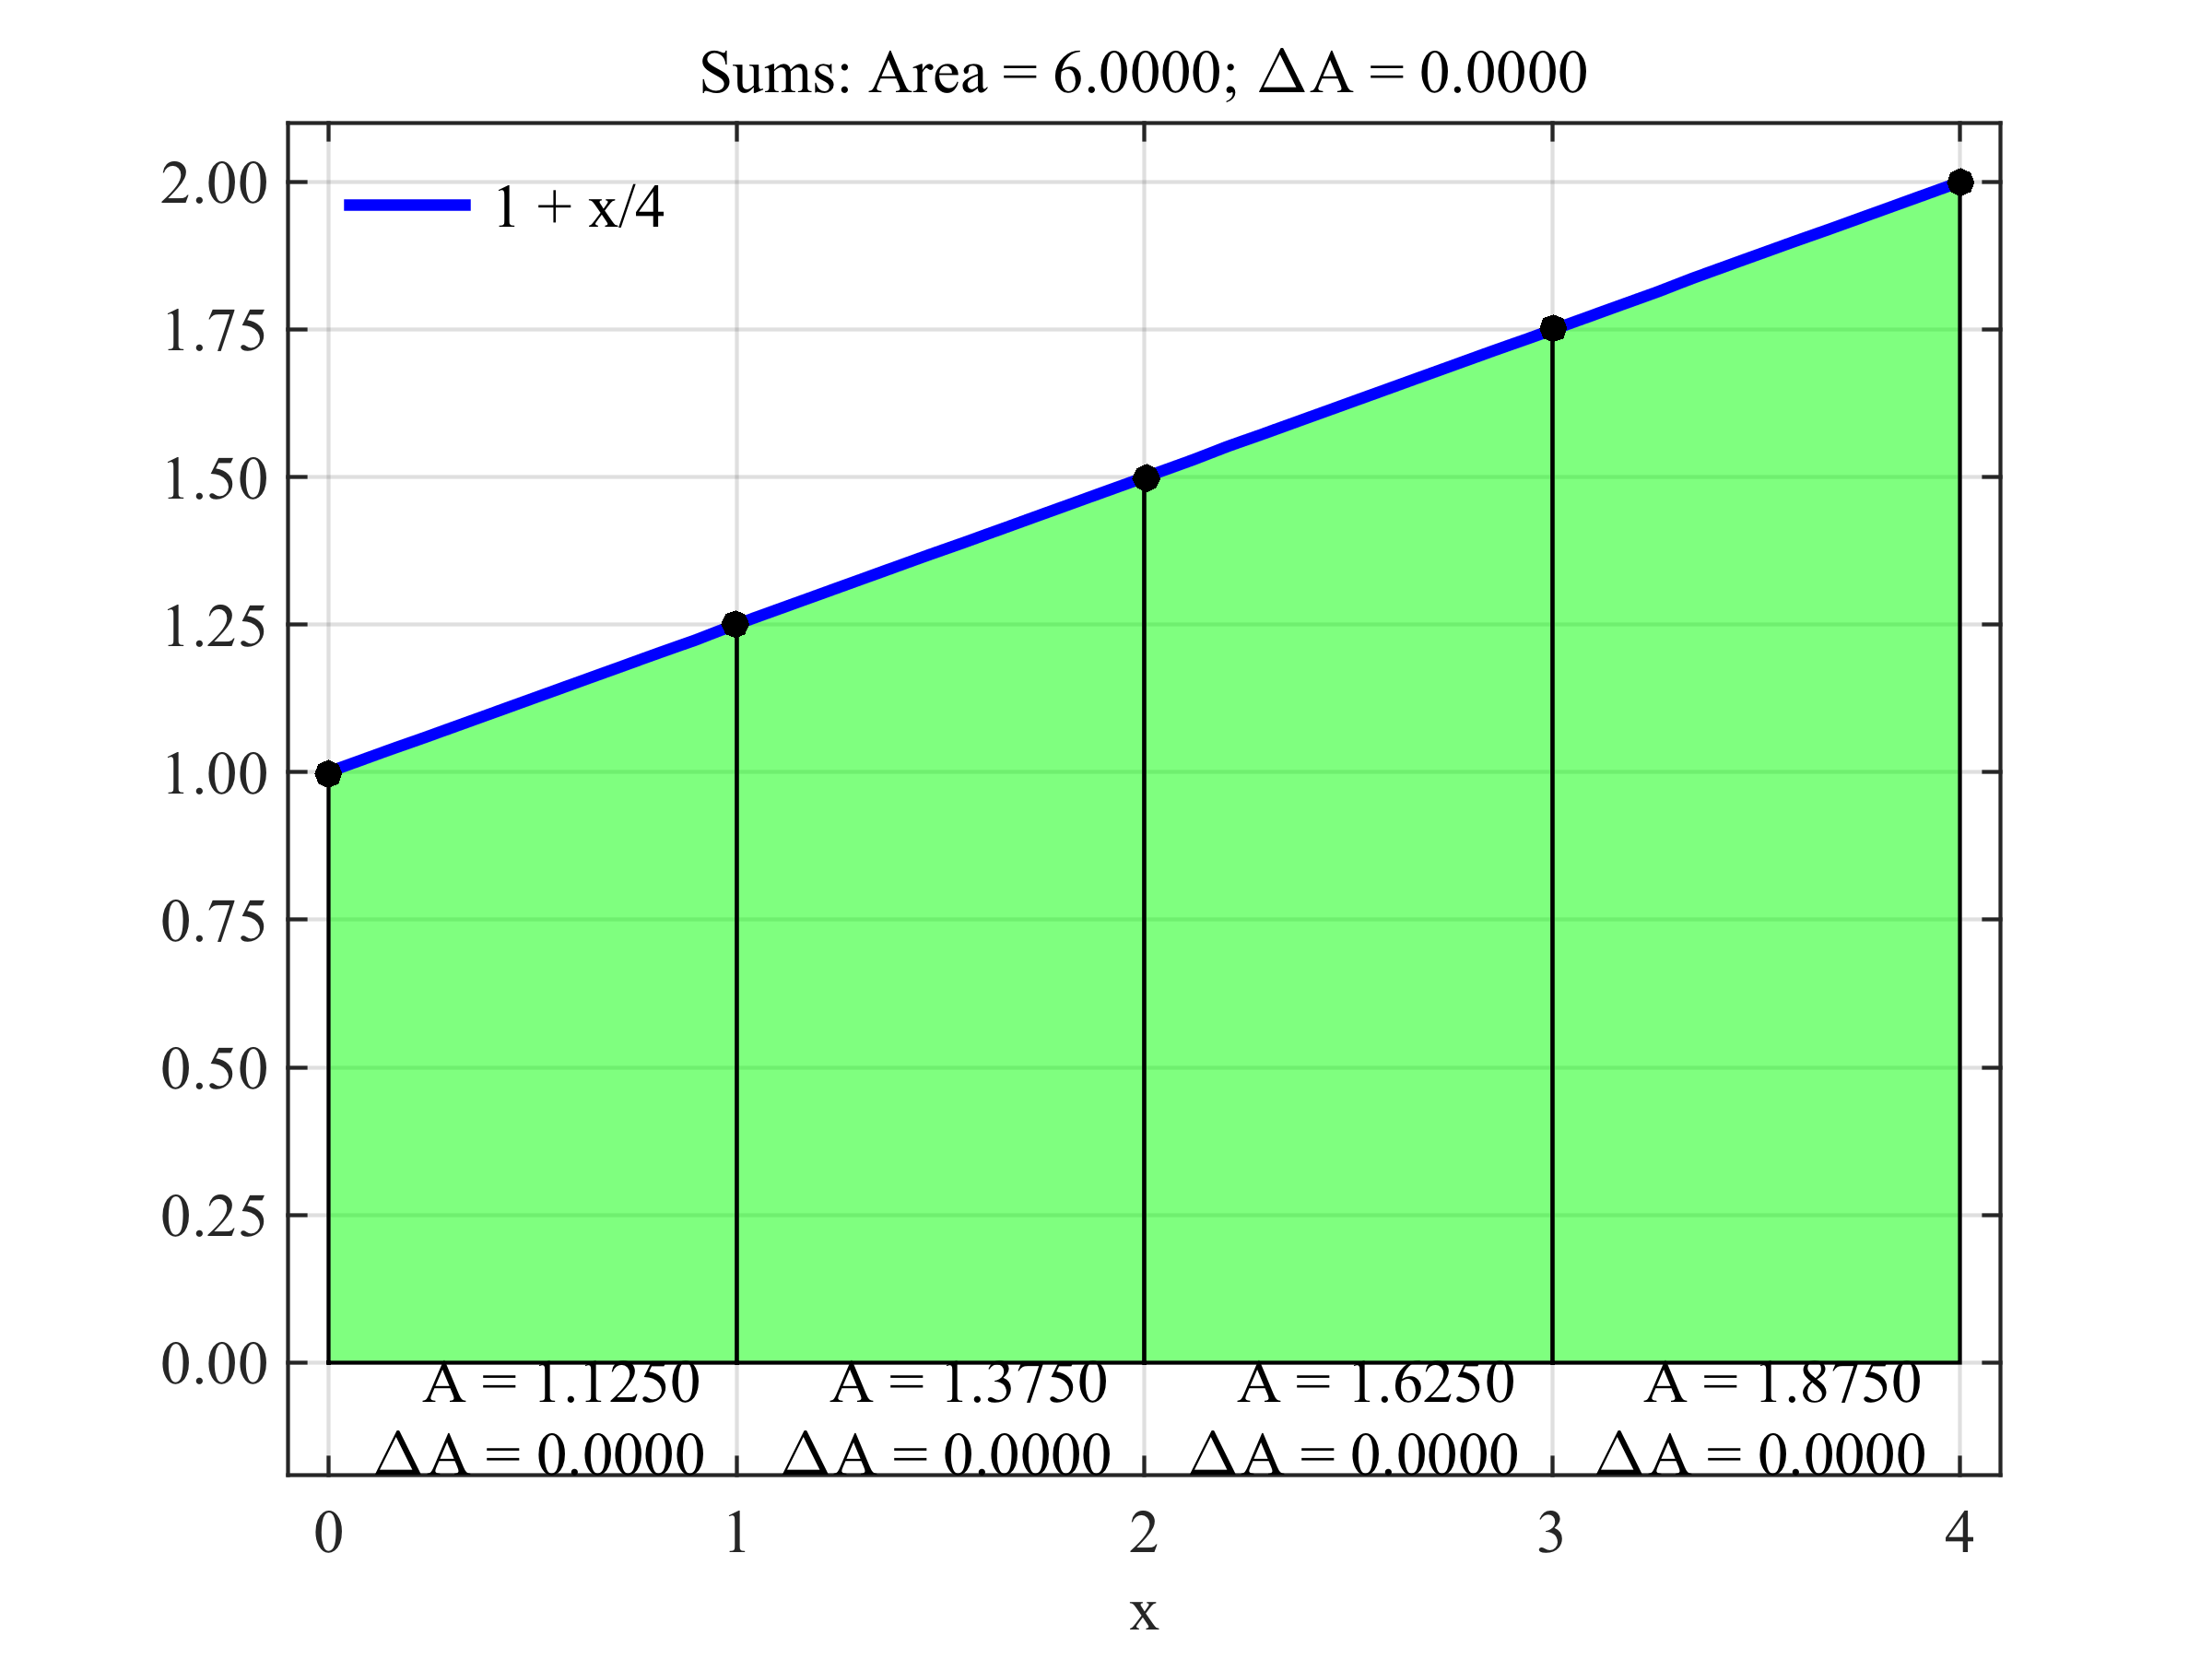 Sums: Area = 6.0000; ΔA = 0.0000
1 + x/4
2.00
1.75
1.50
1.25
1.00
0.75
0.50
0.25
0.00
A = 1.1250 A = 1.3750 A = 1.6250 A = 1.8750
ΔA = 0.0000 ΔA = 0.0000 ΔA = 0.0000 ΔA = 0.0000
0 1 2 3 4
x